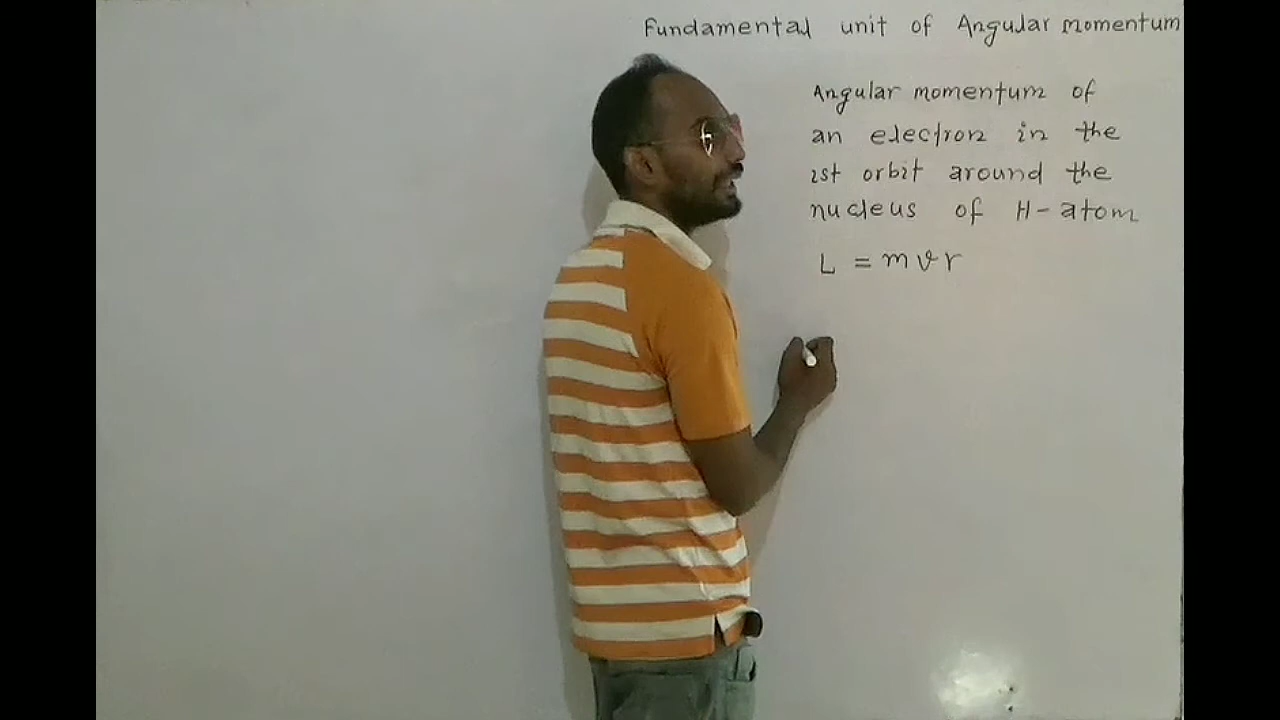 Fundamental unit of Angular momentum
Angular momentum of
an electron in the
1st orbit around the
nucleus of H-atom
L = mvr